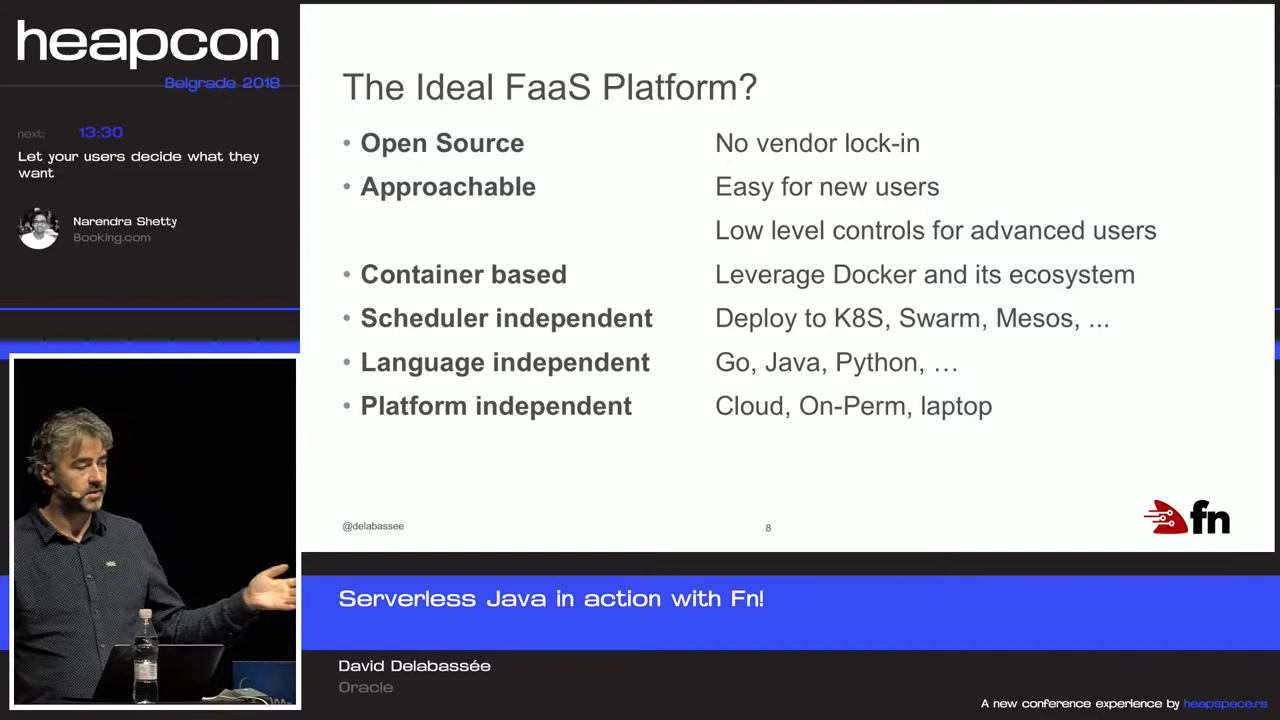 heapcon
Belgrade 2018
next: 13:30
Let your users decide what they
want
Narendra Shetty
Booking.com
The Ideal FaaS Platform?
• Open Source No vendor lock-in
• Approachable Easy for new users
Low level controls for advanced users
• Container based Leverage Docker and its ecosystem
• Scheduler independent Deploy to K8S, Swarm, Mesos, ...
• Language independent Go, Java, Python, …
• Platform independent Cloud, On-Perm, laptop
@delabassee
8
fn
Serverless Java in action with Fn!
David Delabassée
Oracle
A new conference experience by heapspace.rs